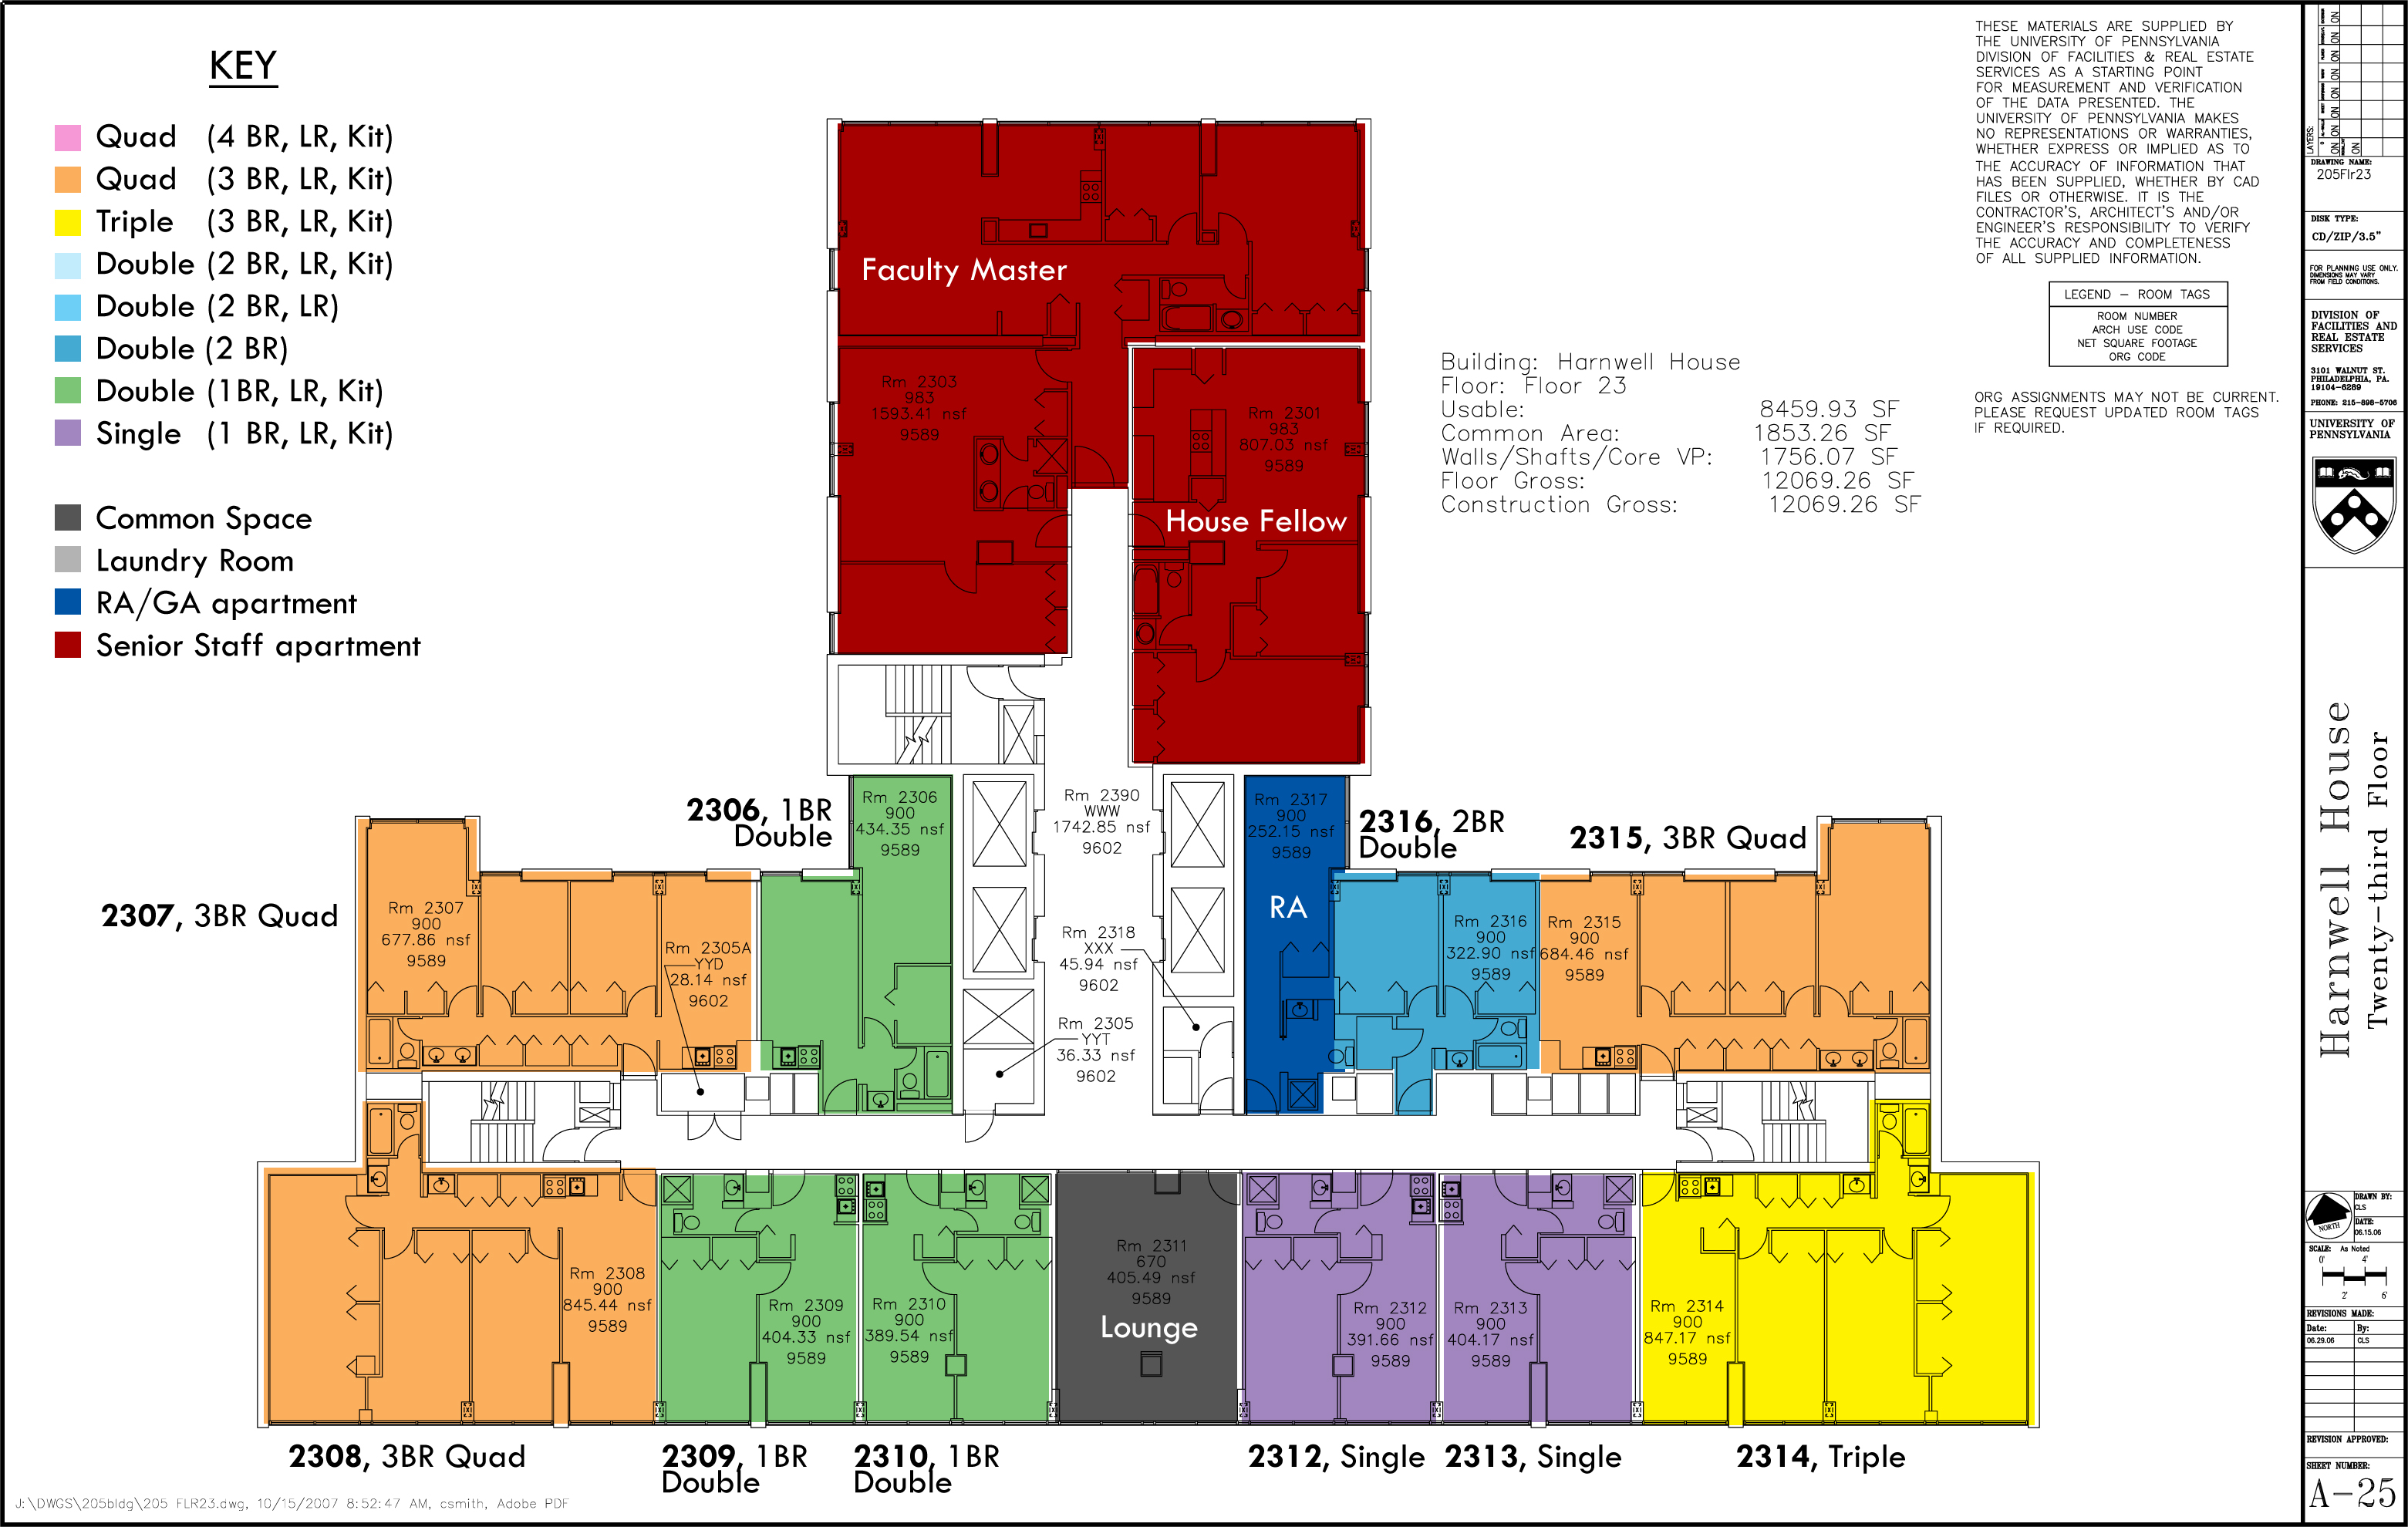 KEY
Quad (4 BR, LR, Kit)
Quad (3 BR, LR, Kit)
Triple (3 BR, LR, Kit)
Double (2 BR, LR, Kit)
Double (2 BR, LR)
Double (2 BR)
Double (1BR, LR, Kit)
Single (1 BR, LR, Kit)
Common Space
Laundry Room
RA/GA apartment
Senior Staff apartment
THESE MATERIALS ARE SUPPLIED BY
THE UNIVERSITY OF PENNSYLVANIA
DIVISION OF FACILITIES & REAL ESTATE
SERVICES AS A STARTING POINT
FOR MEASUREMENT AND VERIFICATION
OF THE DATA PRESENTED. THE
UNIVERSITY OF PENNSYLVANIA MAKES
NO REPRESENTATIONS OR WARRANTIES,
WHETHER EXPRESS OR IMPLIED AS TO
THE ACCURACY OF INFORMATION THAT
HAS BEEN SUPPLIED, WHETHER BY CAD
FILES OR OTHERWISE. IT IS THE
CONTRACTOR'S, ARCHITECT'S AND/OR
ENGINEER'S RESPONSIBILITY TO VERIFY
THE ACCURACY AND COMPLETENESS
OF ALL SUPPLIED INFORMATION.
LEGEND – ROOM TAGS
ROOM NUMBER
ARCH USE CODE
NET SQUARE FOOTAGE
ORG CODE
ORG ASSIGNMENTS MAY NOT BE CURRENT.
PLEASE REQUEST UPDATED ROOM TAGS
IF REQUIRED.
Building: Harnwell House
Floor: Floor 23
Usable: 8459.93 SF
Common Area: 1853.26 SF
Walls/Shafts/Core VP: 1756.07 SF
Floor Gross: 12069.26 SF
Construction Gross: 12069.26 SF
Faculty Master
Rm 2303
983
1593.41 nsf
9589
Rm 2301
983
807.03 nsf
9589
House Fellow
2306, 1BR
Double
Rm 2306
900
434.35 nsf
9589
Rm 2390
WWW
1742.85 nsf
9602
Rm 2317
900
252.15 nsf
9589
RA
2316, 2BR
Double
2315, 3BR Quad
2307, 3BR Quad
Rm 2307
900
677.86 nsf
9589
Rm 2305A
YYD
28.14 nsf
9602
Rm 2318
XXX
45.94 nsf
9602
Rm 2305
YYT
36.33 nsf
9602
Rm 2316
900
322.90 nsf
9589
Rm 2315
900
684.46 nsf
9589
Rm 2308
900
845.44 nsf
9589
Rm 2309
900
404.33 nsf
9589
Rm 2310
900
389.54 nsf
9589
Rm 2311
670
405.49 nsf
9589
Lounge
Rm 2312
900
391.66 nsf
9589
Rm 2313
900
404.17 nsf
9589
Rm 2314
900
847.17 nsf
9589
2308, 3BR Quad
2309, 1BR
Double
2310, 1BR
Double
2312, Single
2313, Single
2314, Triple
J:\DWGS\205bldg\205 FLR23.dwg, 10/15/2007 8:52:47 AM, csmith, Adobe PDF
LAYERS:
ON ON ON ON ON ON ON
ON
DRAWING NAME:
205Flr23
DISK TYPE:
CD/ZIP/3.5"
FOR PLANNING USE ONLY.
DIMENSIONS MAY VARY
FROM FIELD CONDITIONS.
DIVISION OF
FACILITIES AND
REAL ESTATE
SERVICES
3101 WALNUT ST.
PHILADELPHIA, PA.
19104-6289
PHONE: 215-898-5706
UNIVERSITY OF
PENNSYLVANIA
Harnwell House
Twenty-third Floor
NORTH
DRAWN BY:
CLS
DATE:
06.15.06
SCALE: As Noted
0' 4'
2' 6'
REVISIONS MADE:
Date: By:
06.29.06 CLS
REVISION APPROVED:
SHEET NUMBER:
A-25